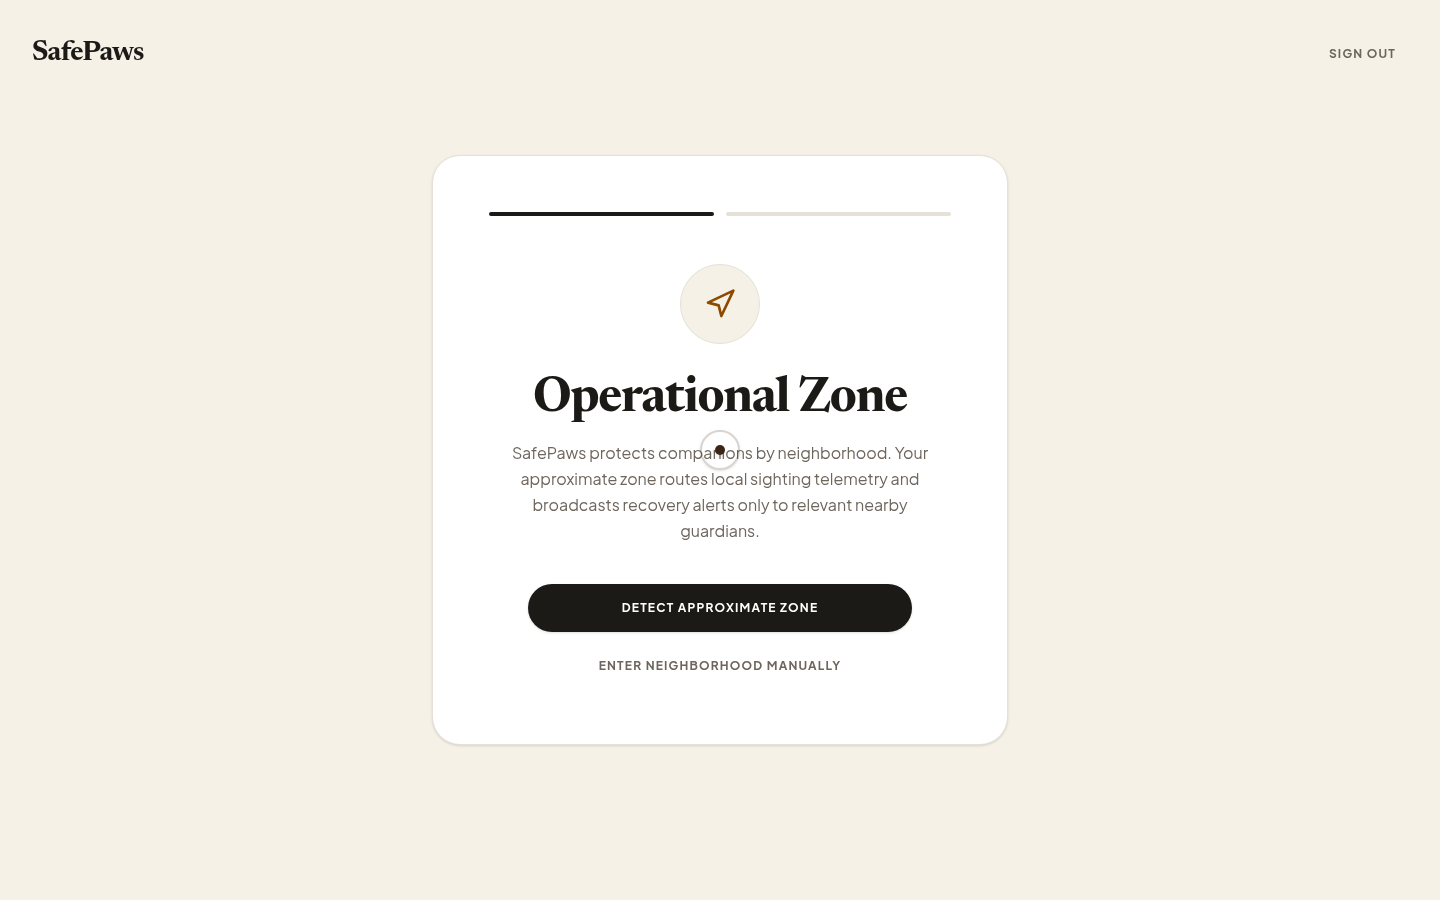 SafePaws
SIGN OUT
Operational Zone
SafePaws protects companions by neighborhood. Your
approximate zone routes local sighting telemetry and
broadcasts recovery alerts only to relevant nearby
guardians.
DETECT APPROXIMATE ZONE
ENTER NEIGHBORHOOD MANUALLY